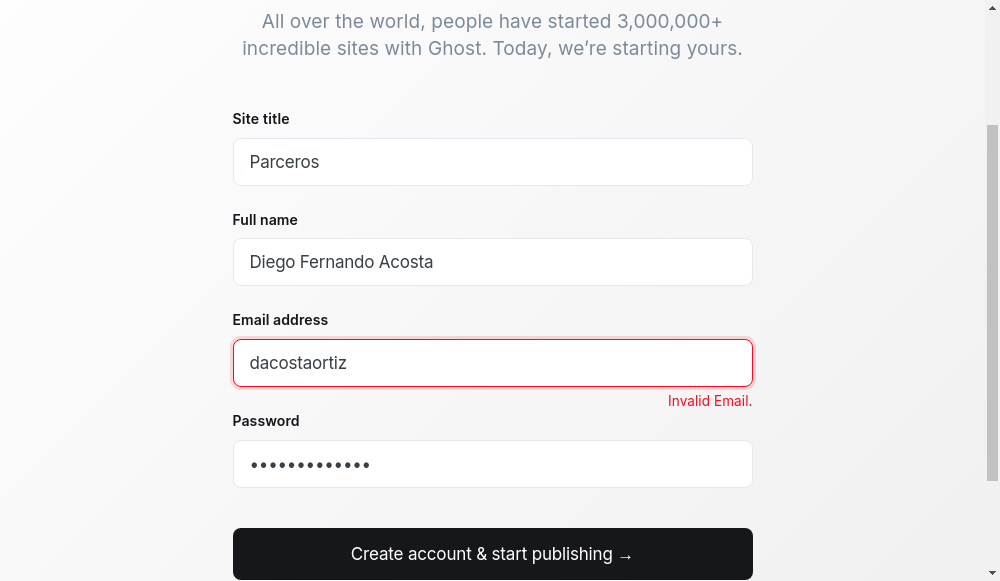 All over the world, people have started 3,000,000+
incredible sites with Ghost. Today, we’re starting yours.
Site title
Parceros
Full name
Diego Fernando Acosta
Email address
dacostaortiz
Invalid Email.
Password
•••••••••••••
Create account & start publishing →